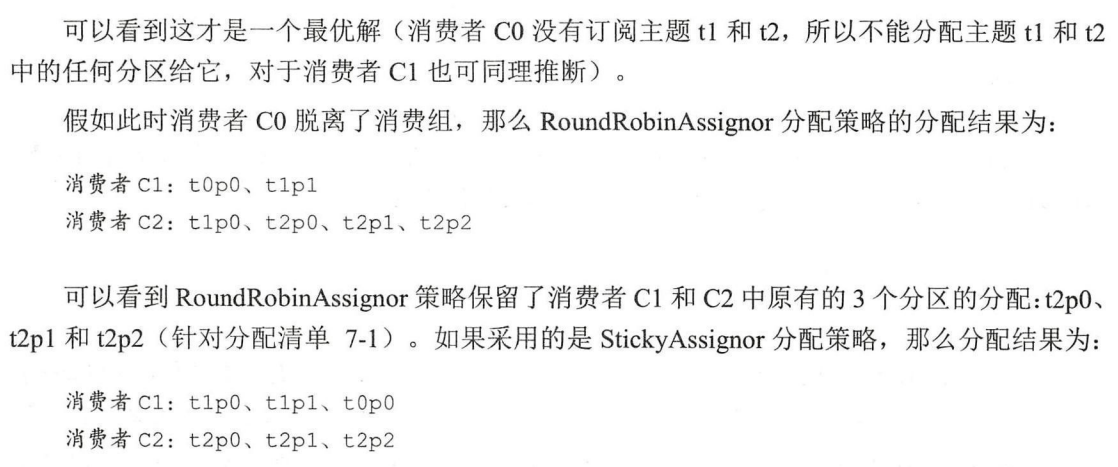 可以看到这才是一个最优解（消费者 C0 没有订阅主题 t1 和 t2，所以不能分配主题 t1 和 t2
中的任何分区给它，对于消费者 C1 也可同理推断）。
假如此时消费者 C0 脱离了消费组，那么 RoundRobinAssignor 分配策略的分配结果为：
消费者 C1：t0p0、t1p1
消费者 C2：t1p0、t2p0、t2p1、t2p2
可以看到 RoundRobinAssignor 策略保留了消费者 C1 和 C2 中原有的 3 个分区的分配：t2p0、
t2p1 和 t2p2（针对分配清单 7-1）。如果采用的是 StickyAssignor 分配策略，那么分配结果为：
消费者 C1：t1p0、t1p1、t0p0
消费者 C2：t2p0、t2p1、t2p2